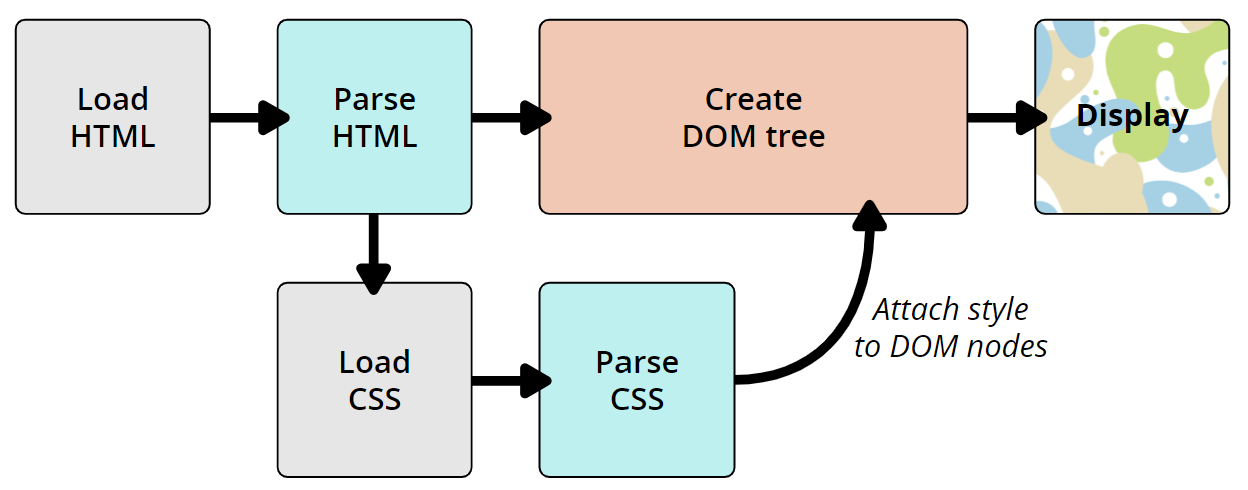 Load
HTML
Parse
HTML
Create
DOM tree
Display
Load
CSS
Parse
CSS
Attach style
to DOM nodes